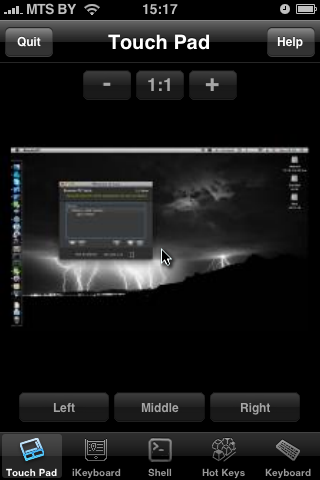 MTS BY 15:17
Quit Touch Pad Help
- 1:1 +
Left Middle Right
Touch Pad iKeyboard Shell Hot Keys Keyboard